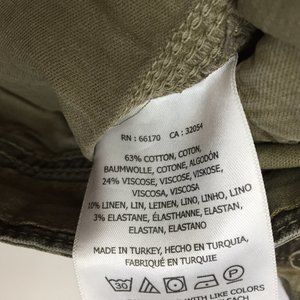 RN : 66170 CA : 32054
63% COTTON, COTON,
BAUMWOLLE, COTONE, ALGODÓN
24% VISCOSE, VISCOSE, VISKOSE,
VISCOSA, VISCOSA
10% LINEN, LIN, LEINEN, LINO, LINHO, LINO
3% ELASTANE, ÉLASTHANNE, ELASTAN,
ELASTAN, ELASTANO
MADE IN TURKEY, HECHO EN TURQUIA,
FABRIQUÉ EN TURQUIE
30
WITH LIKE COLORS